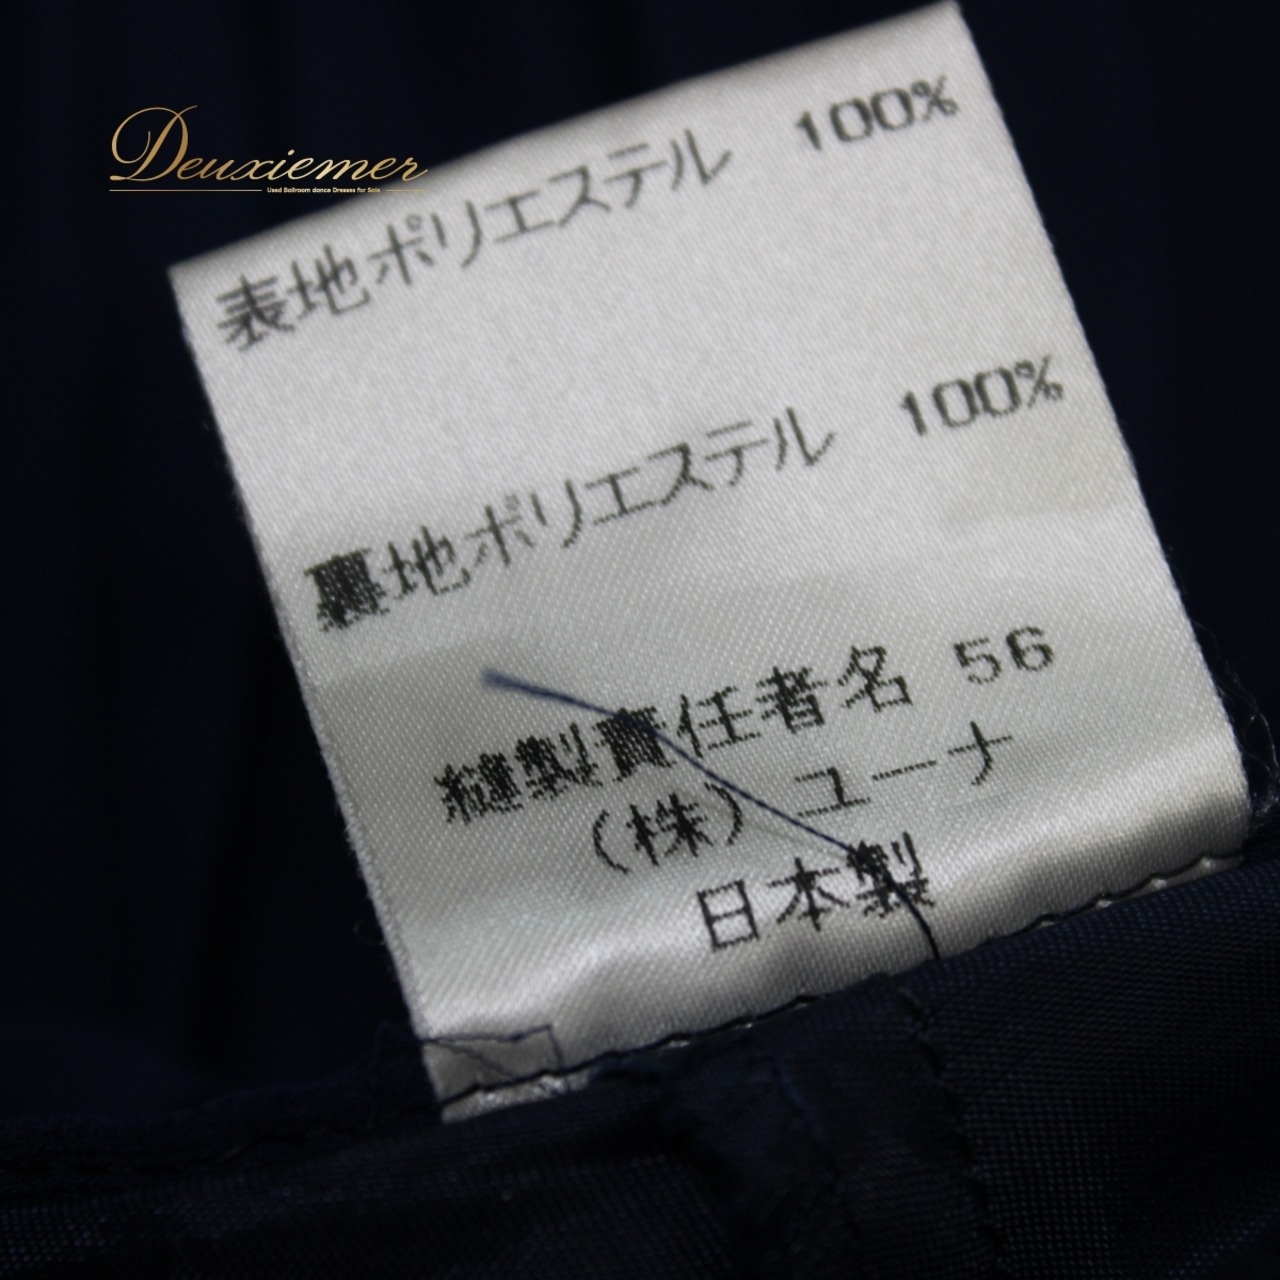 Deuxiemer
Used Ballroom dance Dresses for Sale
表地ポリエステル 100%
裏地ポリエステル 100%
縫製責任者名 56
(株) ユーナ
日本製